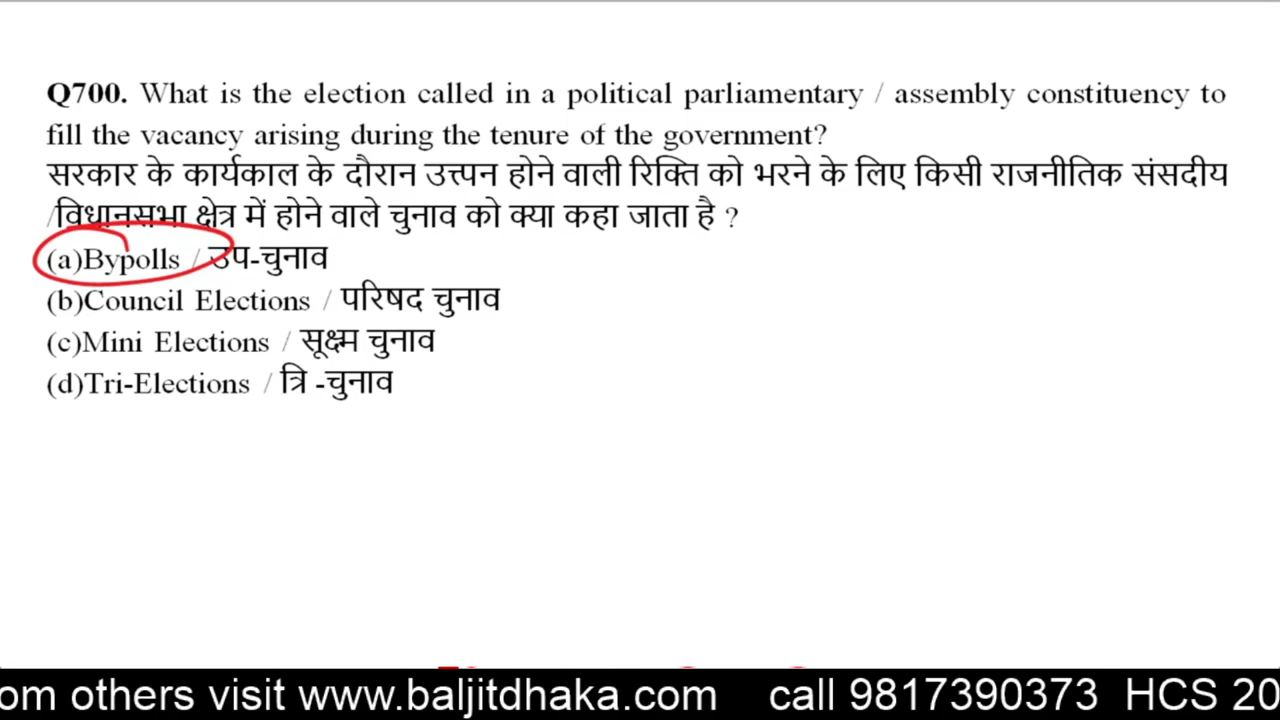 Q700. What is the election called in a political parliamentary / assembly constituency to
fill the vacancy arising during the tenure of the government?
सरकार के कार्यकाल के दौरान उत्त्पन होने वाली रिक्ति को भरने के लिए किसी राजनीतिक संसदीय
/विधानसभा क्षेत्र में होने वाले चुनाव को क्या कहा जाता है ?
(a)Bypolls / उप-चुनाव
(b)Council Elections / परिषद चुनाव
(c)Mini Elections / सूक्ष्म चुनाव
(d)Tri-Elections / त्रि -चुनाव
om others visit www.baljitdhaka.com call 9817390373 HCS 20